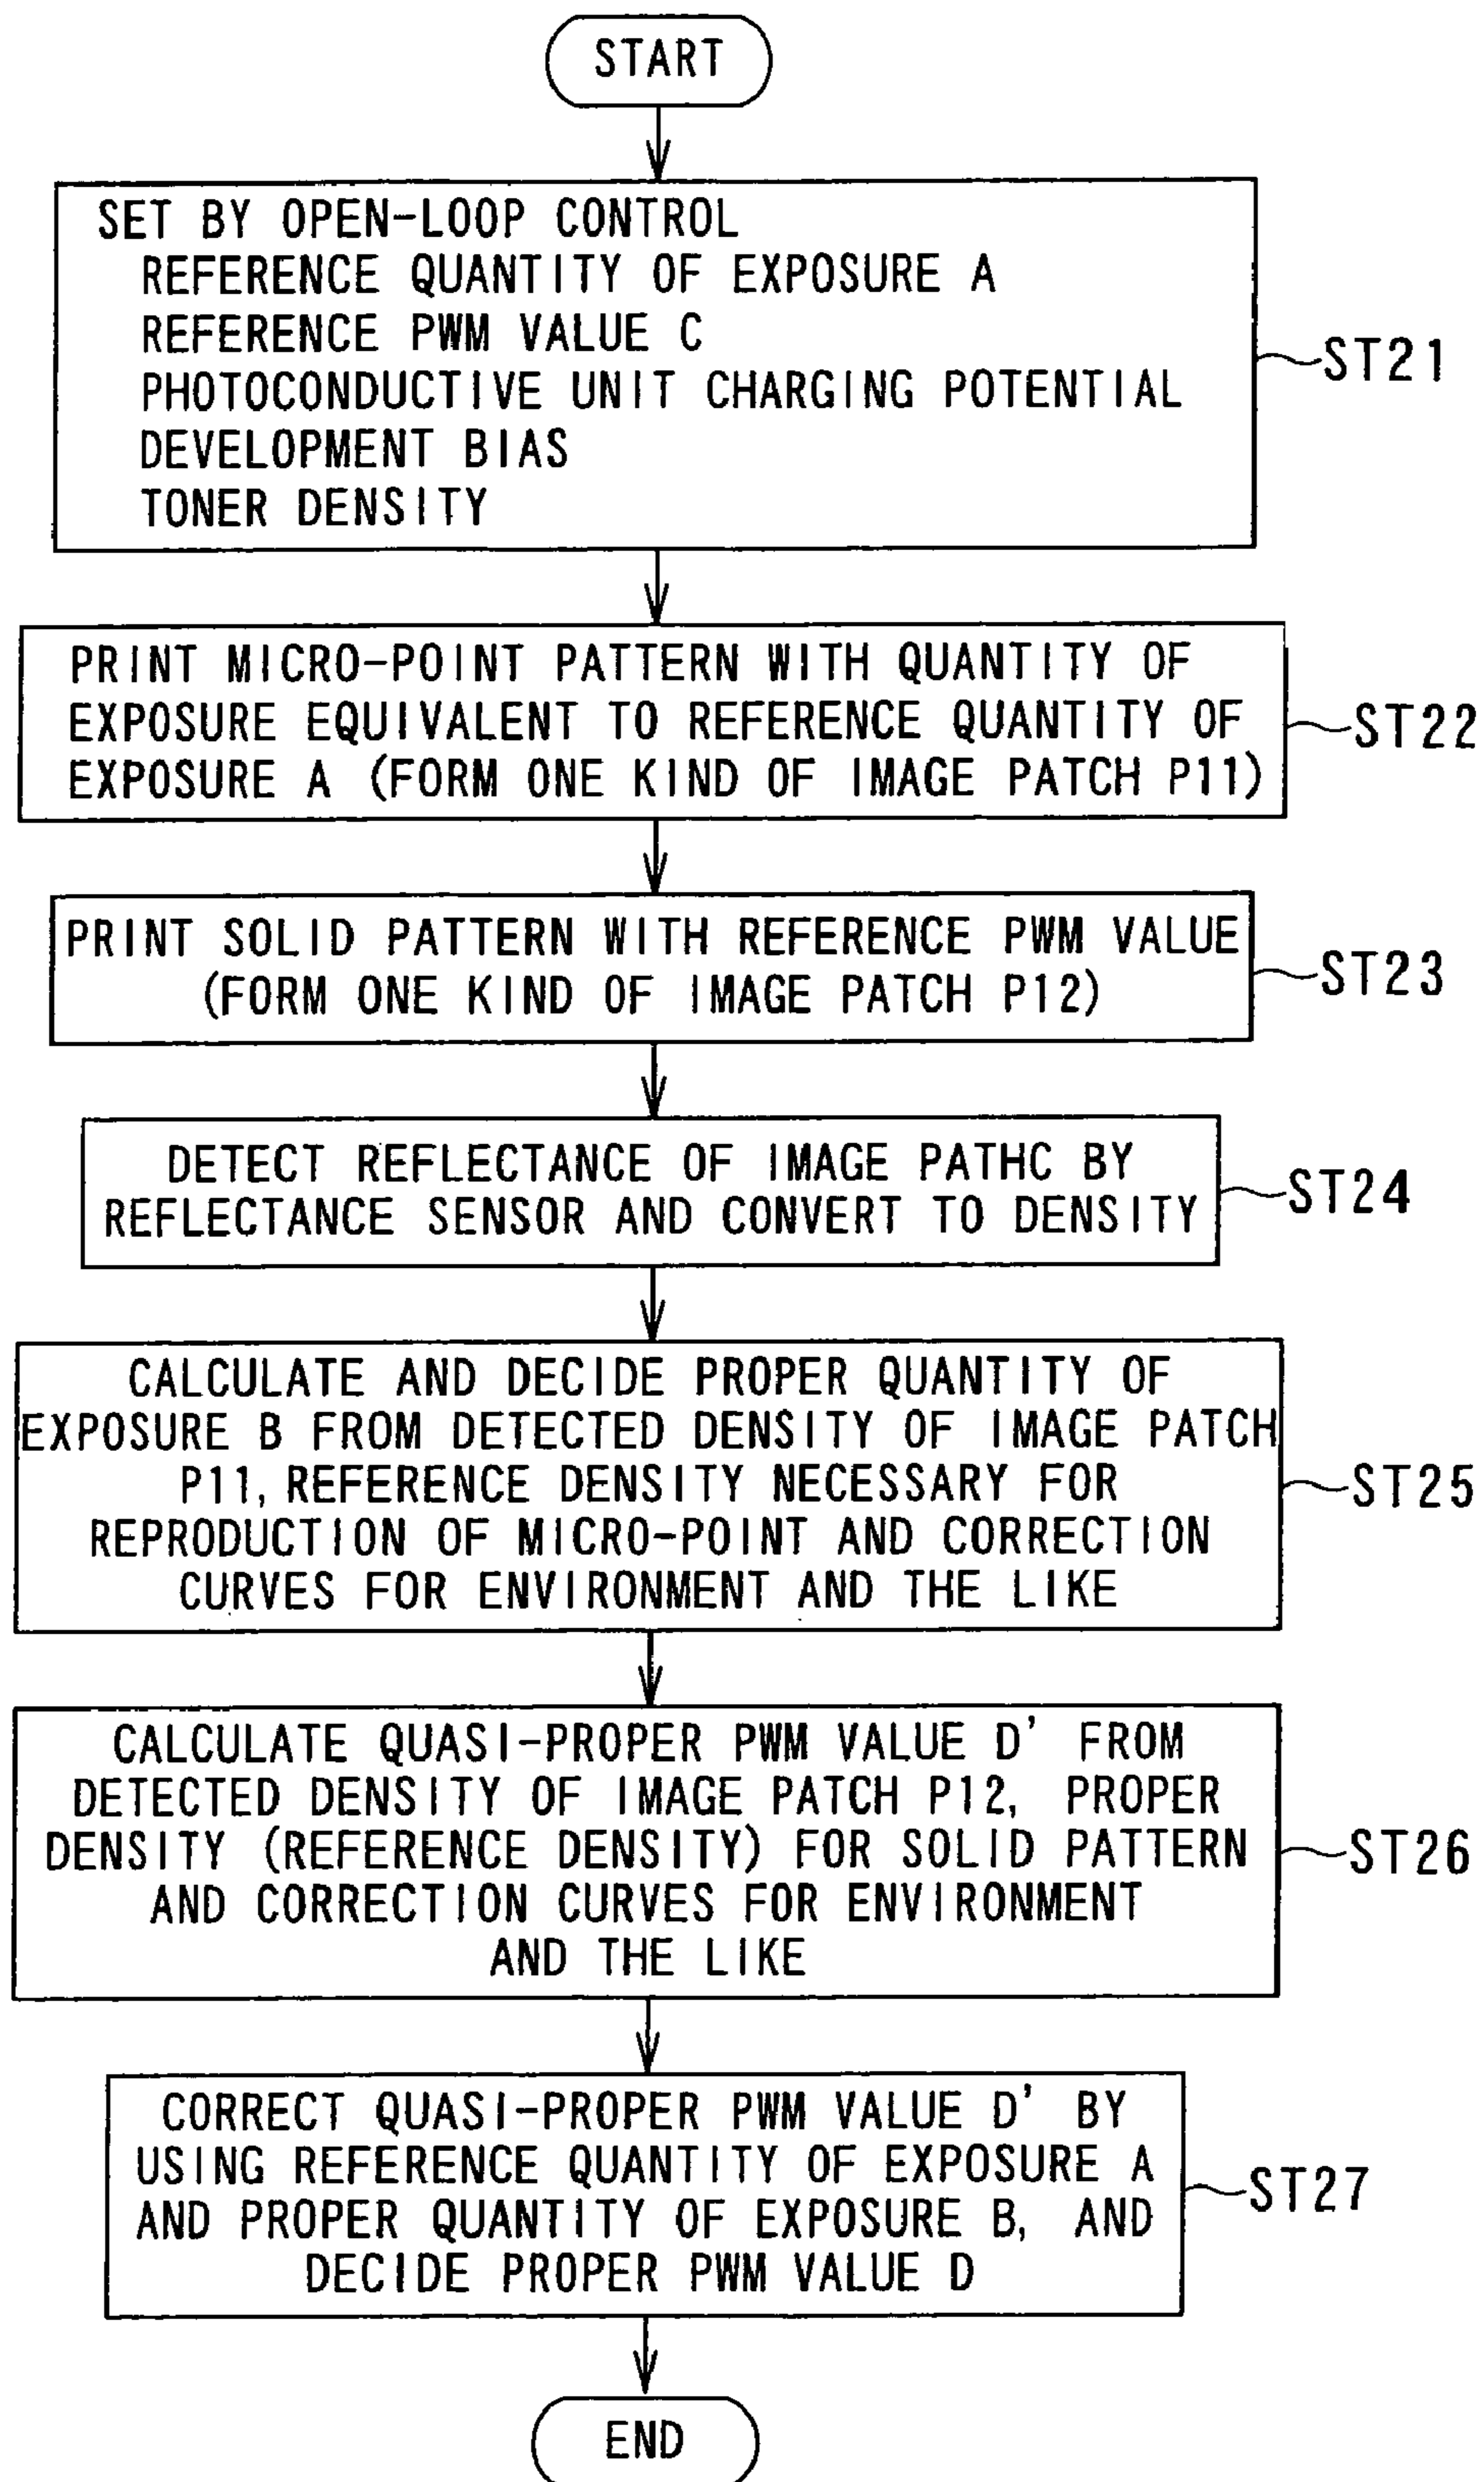 START
SET BY OPEN-LOOP CONTROL
REFERENCE QUANTITY OF EXPOSURE A
REFERENCE PWM VALUE C
PHOTOCONDUCTIVE UNIT CHARGING POTENTIAL
DEVELOPMENT BIAS
TONER DENSITY
ST21
PRINT MICRO-POINT PATTERN WITH QUANTITY OF
EXPOSURE EQUIVALENT TO REFERENCE QUANTITY OF
EXPOSURE A (FORM ONE KIND OF IMAGE PATCH P11)
ST22
PRINT SOLID PATTERN WITH REFERENCE PWM VALUE
(FORM ONE KIND OF IMAGE PATCH P12)
ST23
DETECT REFLECTANCE OF IMAGE PATHC BY
REFLECTANCE SENSOR AND CONVERT TO DENSITY
ST24
CALCULATE AND DECIDE PROPER QUANTITY OF
EXPOSURE B FROM DETECTED DENSITY OF IMAGE PATCH
P11, REFERENCE DENSITY NECESSARY FOR
REPRODUCTION OF MICRO-POINT AND CORRECTION
CURVES FOR ENVIRONMENT AND THE LIKE
ST25
CALCULATE QUASI-PROPER PWM VALUE D' FROM
DETECTED DENSITY OF IMAGE PATCH P12, PROPER
DENSITY (REFERENCE DENSITY) FOR SOLID PATTERN
AND CORRECTION CURVES FOR ENVIRONMENT
AND THE LIKE
ST26
CORRECT QUASI-PROPER PWM VALUE D' BY
USING REFERENCE QUANTITY OF EXPOSURE A
AND PROPER QUANTITY OF EXPOSURE B, AND
DECIDE PROPER PWM VALUE D
ST27
END